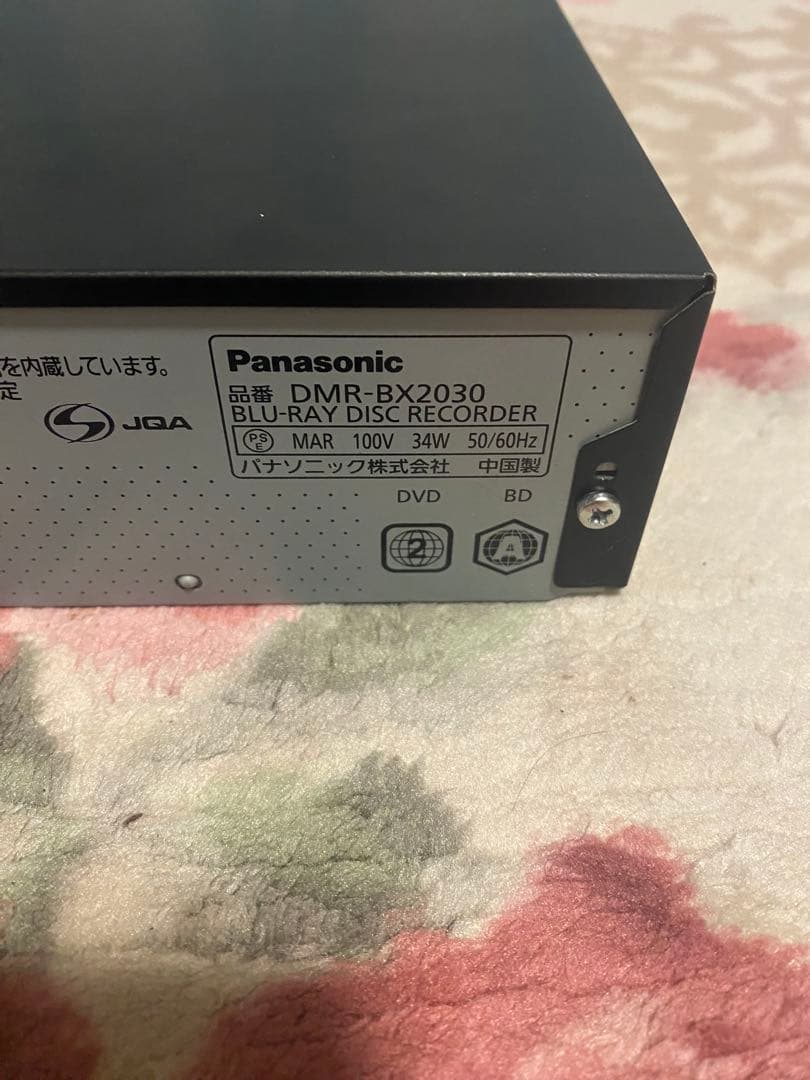 を内蔵しています。
定
JQA
Panasonic
品番 DMR-BX2030
BLU-RAY DISC RECORDER
PS E MAR 100V 34W 50/60Hz
パナソニック株式会社 中国製
DVD BD
2 A